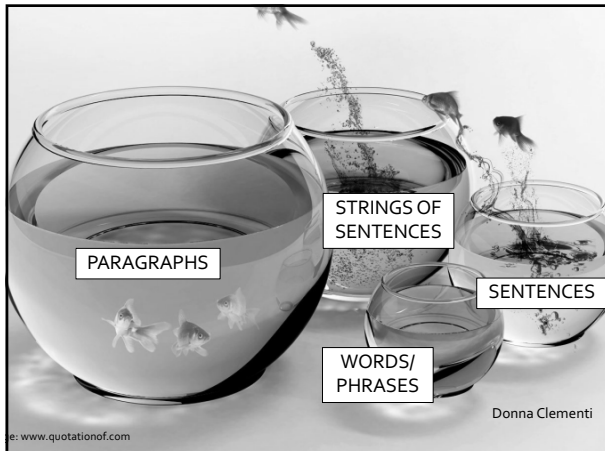 STRINGS OF
SENTENCES
PARAGRAPHS
SENTENCES
WORDS/
PHRASES
Donna Clementi
e: www.quotationof.com